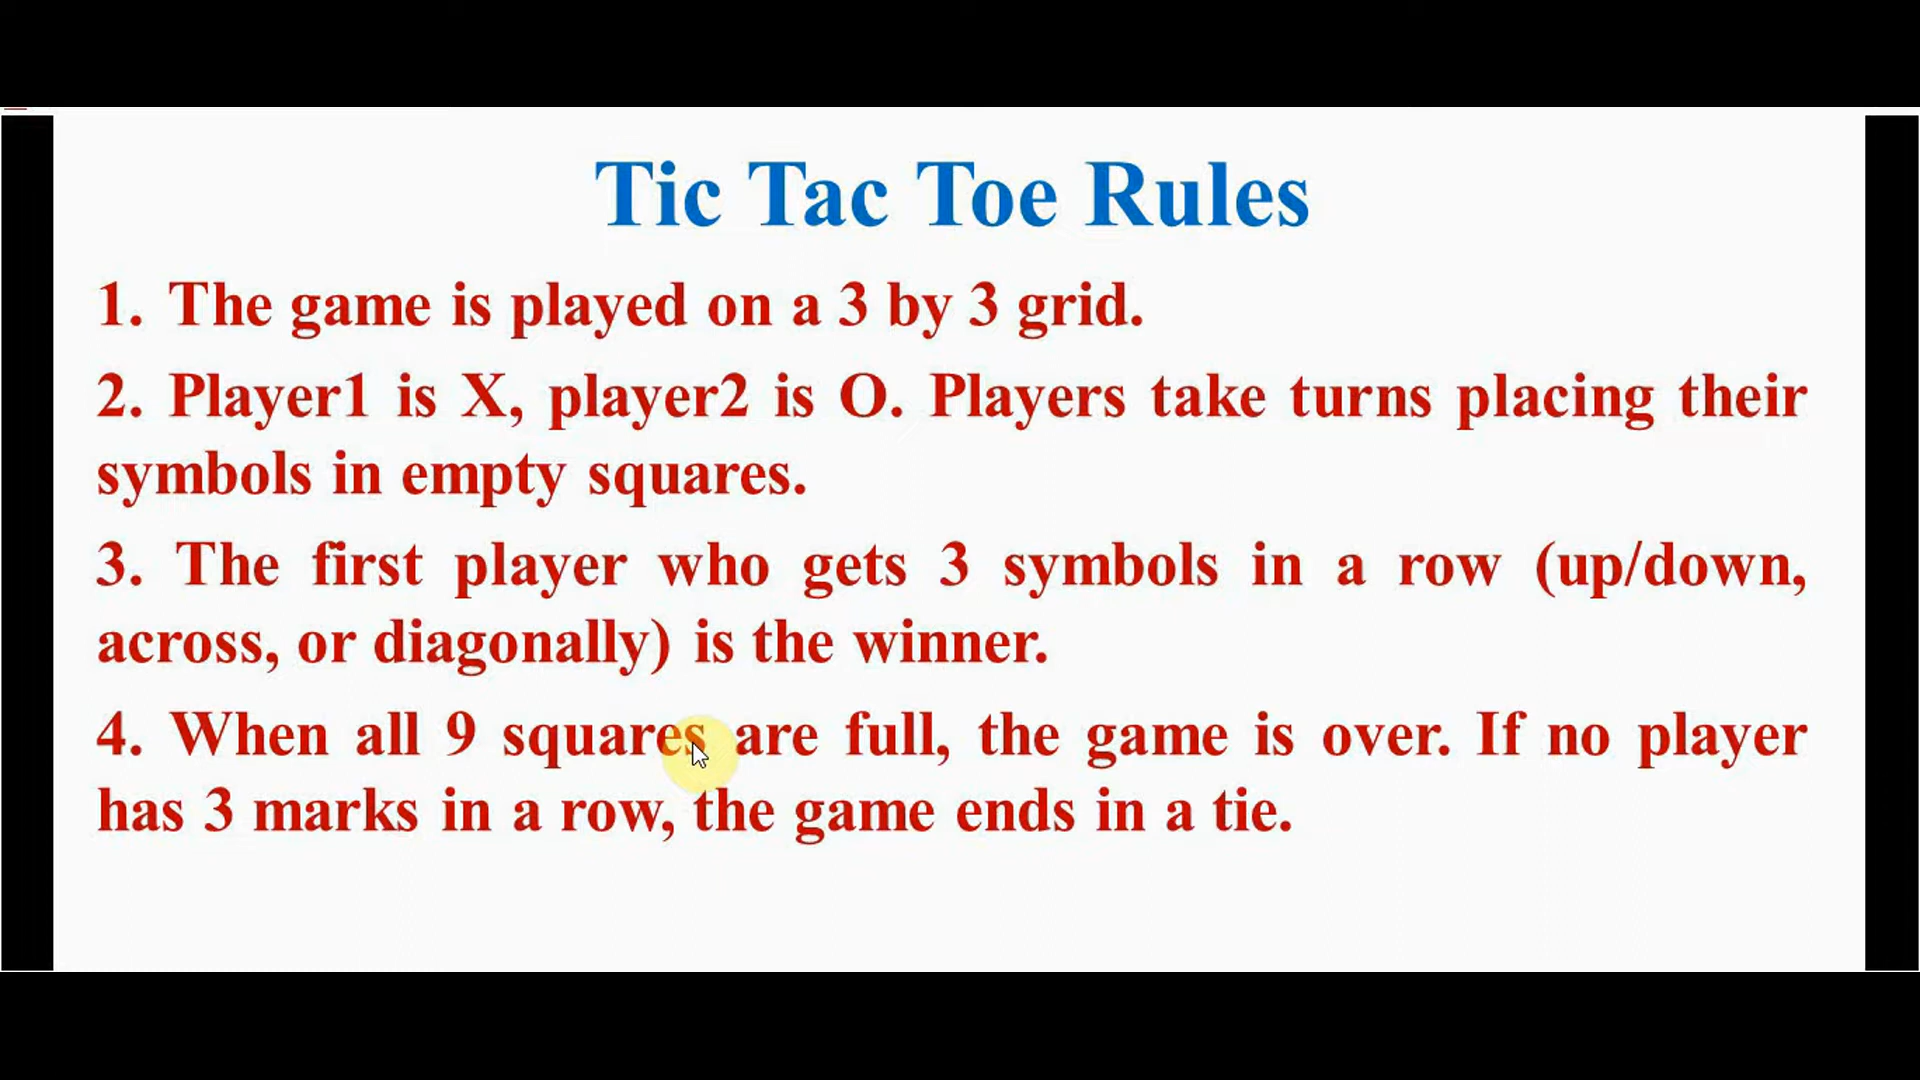 Tic Tac Toe Rules
1. The game is played on a 3 by 3 grid.
2. Player1 is X, player2 is O. Players take turns placing their
symbols in empty squares.
3. The first player who gets 3 symbols in a row (up/down,
across, or diagonally) is the winner.
4. When all 9 squares are full, the game is over. If no player
has 3 marks in a row, the game ends in a tie.